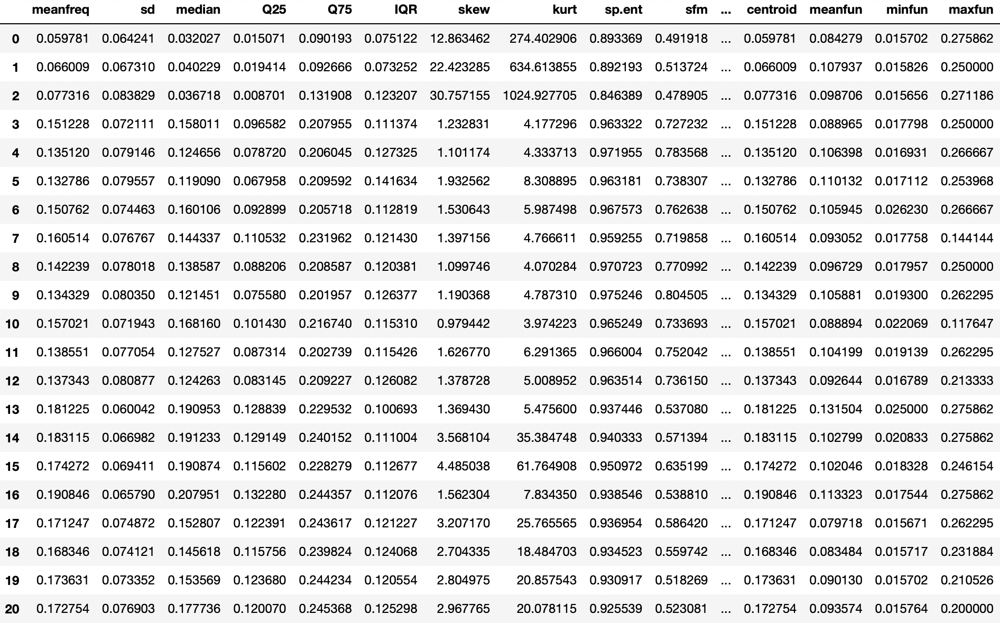 meanfreq sd median Q25 Q75 IQR skew kurt sp.ent sfm ... centroid meanfun minfun maxfun
0 0.059781 0.064241 0.032027 0.015071 0.090193 0.075122 12.863462 274.402906 0.893369 0.491918 ... 0.059781 0.084279 0.015702 0.275862
1 0.066009 0.067310 0.040229 0.019414 0.092666 0.073252 22.423285 634.613855 0.892193 0.513724 ... 0.066009 0.107937 0.015826 0.250000
2 0.077316 0.083829 0.036718 0.008701 0.131908 0.123207 30.757155 1024.927705 0.846389 0.478905 ... 0.077316 0.098706 0.015656 0.271186
3 0.151228 0.072111 0.158011 0.096582 0.207955 0.111374 1.232831 4.177296 0.963322 0.727232 ... 0.151228 0.088965 0.017798 0.250000
4 0.135120 0.079146 0.124656 0.078720 0.206045 0.127325 1.101174 4.333713 0.971955 0.783568 ... 0.135120 0.106398 0.016931 0.266667
5 0.132786 0.079557 0.119090 0.067958 0.209592 0.141634 1.932562 8.308895 0.963181 0.738307 ... 0.132786 0.110132 0.017112 0.253968
6 0.150762 0.074463 0.160106 0.092899 0.205718 0.112819 1.530643 5.987498 0.967573 0.762638 ... 0.150762 0.105945 0.026230 0.266667
7 0.160514 0.076767 0.144337 0.110532 0.231962 0.121430 1.397156 4.766611 0.959255 0.719858 ... 0.160514 0.093052 0.017758 0.144144
8 0.142239 0.078018 0.138587 0.088206 0.208587 0.120381 1.099746 4.070284 0.970723 0.770992 ... 0.142239 0.096729 0.017957 0.250000
9 0.134329 0.080350 0.121451 0.075580 0.201957 0.126377 1.190368 4.787310 0.975246 0.804505 ... 0.134329 0.105881 0.019300 0.262295
10 0.157021 0.071943 0.168160 0.101430 0.216740 0.115310 0.979442 3.974223 0.965249 0.733693 ... 0.157021 0.088894 0.022069 0.117647
11 0.138551 0.077054 0.127527 0.087314 0.202739 0.115426 1.626770 6.291365 0.966004 0.752042 ... 0.138551 0.104199 0.019139 0.262295
12 0.137343 0.080877 0.124263 0.083145 0.209227 0.126082 1.378728 5.008952 0.963514 0.736150 ... 0.137343 0.092644 0.016789 0.213333
13 0.181225 0.060042 0.190953 0.128839 0.229532 0.100693 1.369430 5.475600 0.937446 0.537080 ... 0.181225 0.131504 0.025000 0.275862
14 0.183115 0.066982 0.191233 0.129149 0.240152 0.111004 3.568104 35.384748 0.940333 0.571394 ... 0.183115 0.102799 0.020833 0.275862
15 0.174272 0.069411 0.190874 0.115602 0.228279 0.112677 4.485038 61.764908 0.950972 0.635199 ... 0.174272 0.102046 0.018328 0.246154
16 0.190846 0.065790 0.207951 0.132280 0.244357 0.112076 1.562304 7.834350 0.938546 0.538810 ... 0.190846 0.113323 0.017544 0.275862
17 0.171247 0.074872 0.152807 0.122391 0.243617 0.121227 3.207170 25.765565 0.936954 0.586420 ... 0.171247 0.079718 0.015671 0.262295
18 0.168346 0.074121 0.145618 0.115756 0.239824 0.124068 2.704335 18.484703 0.934523 0.559742 ... 0.168346 0.083484 0.015717 0.231884
19 0.173631 0.073352 0.153569 0.123680 0.244234 0.120554 2.804975 20.857543 0.930917 0.518269 ... 0.173631 0.090130 0.015702 0.210526
20 0.172754 0.076903 0.177736 0.120070 0.245368 0.125298 2.967765 20.078115 0.925539 0.523081 ... 0.172754 0.093574 0.015764 0.200000